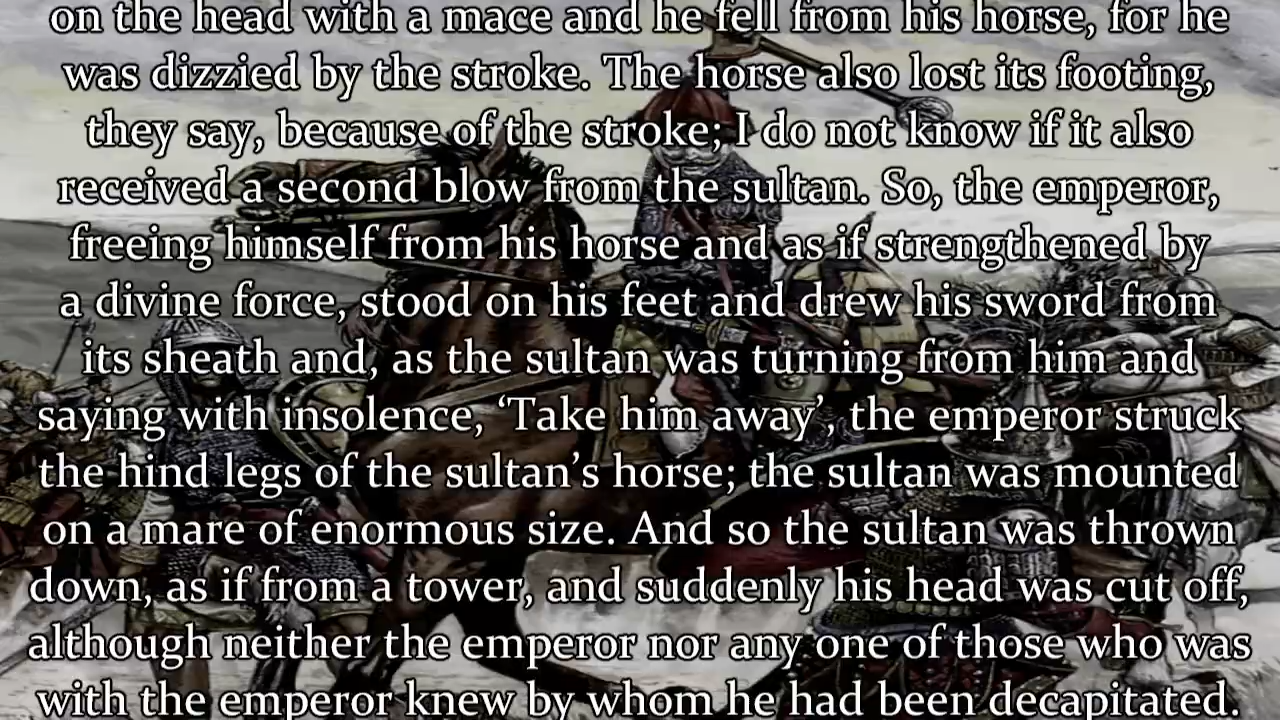 on the head with a mace and he fell from his horse, for he
was dizzied by the stroke. The horse also lost its footing,
they say, because of the stroke; I do not know if it also
received a second blow from the sultan. So, the emperor,
freeing himself from his horse and as if strengthened by
a divine force, stood on his feet and drew his sword from
its sheath and, as the sultan was turning from him and
saying with insolence, ‘Take him away’, the emperor struck
the hind legs of the sultan’s horse; the sultan was mounted
on a mare of enormous size. And so the sultan was thrown
down, as if from a tower, and suddenly his head was cut off,
although neither the emperor nor any one of those who was
with the emperor knew by whom he had been decapitated.